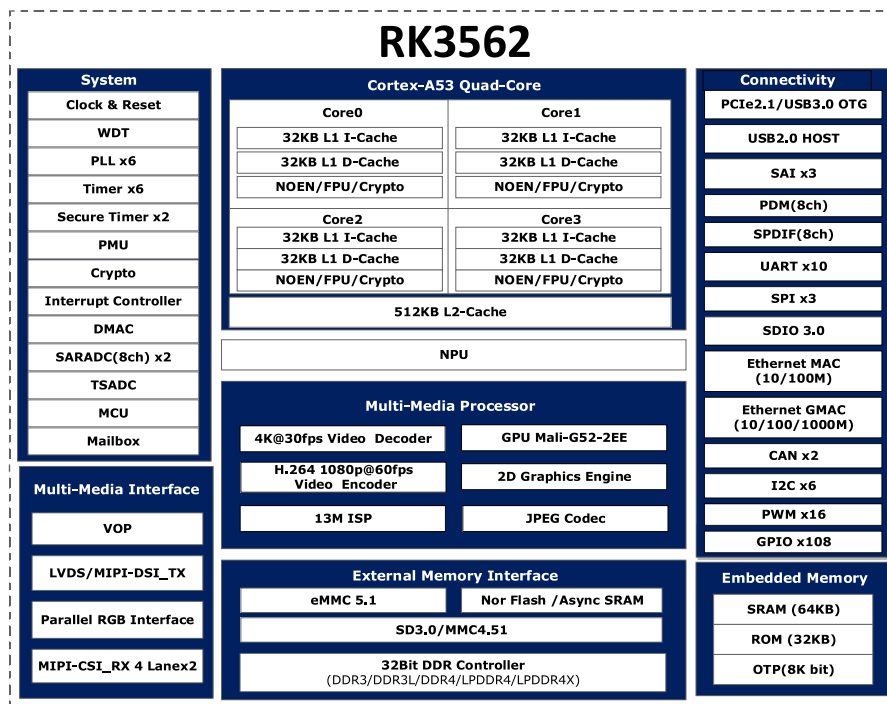 RK3562
System
Clock & Reset
WDT
PLL x6
Timer x6
Secure Timer x2
PMU
Crypto
Interrupt Controller
DMAC
SARADC(8ch) x2
TSADC
MCU
Mailbox
Multi-Media Interface
VOP
LVDS/MIPI-DSI_TX
Parallel RGB Interface
MIPI-CSI_RX 4 Lanex2
Cortex-A53 Quad-Core
Core0
32KB L1 I-Cache
32KB L1 D-Cache
NOEN/FPU/Crypto
Core1
32KB L1 I-Cache
32KB L1 D-Cache
NOEN/FPU/Crypto
Core2
32KB L1 I-Cache
32KB L1 D-Cache
NOEN/FPU/Crypto
Core3
32KB L1 I-Cache
32KB L1 D-Cache
NOEN/FPU/Crypto
512KB L2-Cache
NPU
Multi-Media Processor
4K@30fps Video Decoder
GPU Mali-G52-2EE
H.264 1080p@60fps
Video Encoder
2D Graphics Engine
13M ISP
JPEG Codec
External Memory Interface
eMMC 5.1
Nor Flash /Async SRAM
SD3.0/MMC4.51
32Bit DDR Controller
(DDR3/DDR3L/DDR4/LPDDR4/LPDDR4X)
Connectivity
PCIe2.1/USB3.0 OTG
USB2.0 HOST
SAI x3
PDM(8ch)
SPDIF(8ch)
UART x10
SPI x3
SDIO 3.0
Ethernet MAC
(10/100M)
Ethernet GMAC
(10/100/1000M)
CAN x2
I2C x6
PWM x16
GPIO x108
Embedded Memory
SRAM (64KB)
ROM (32KB)
OTP(8K bit)